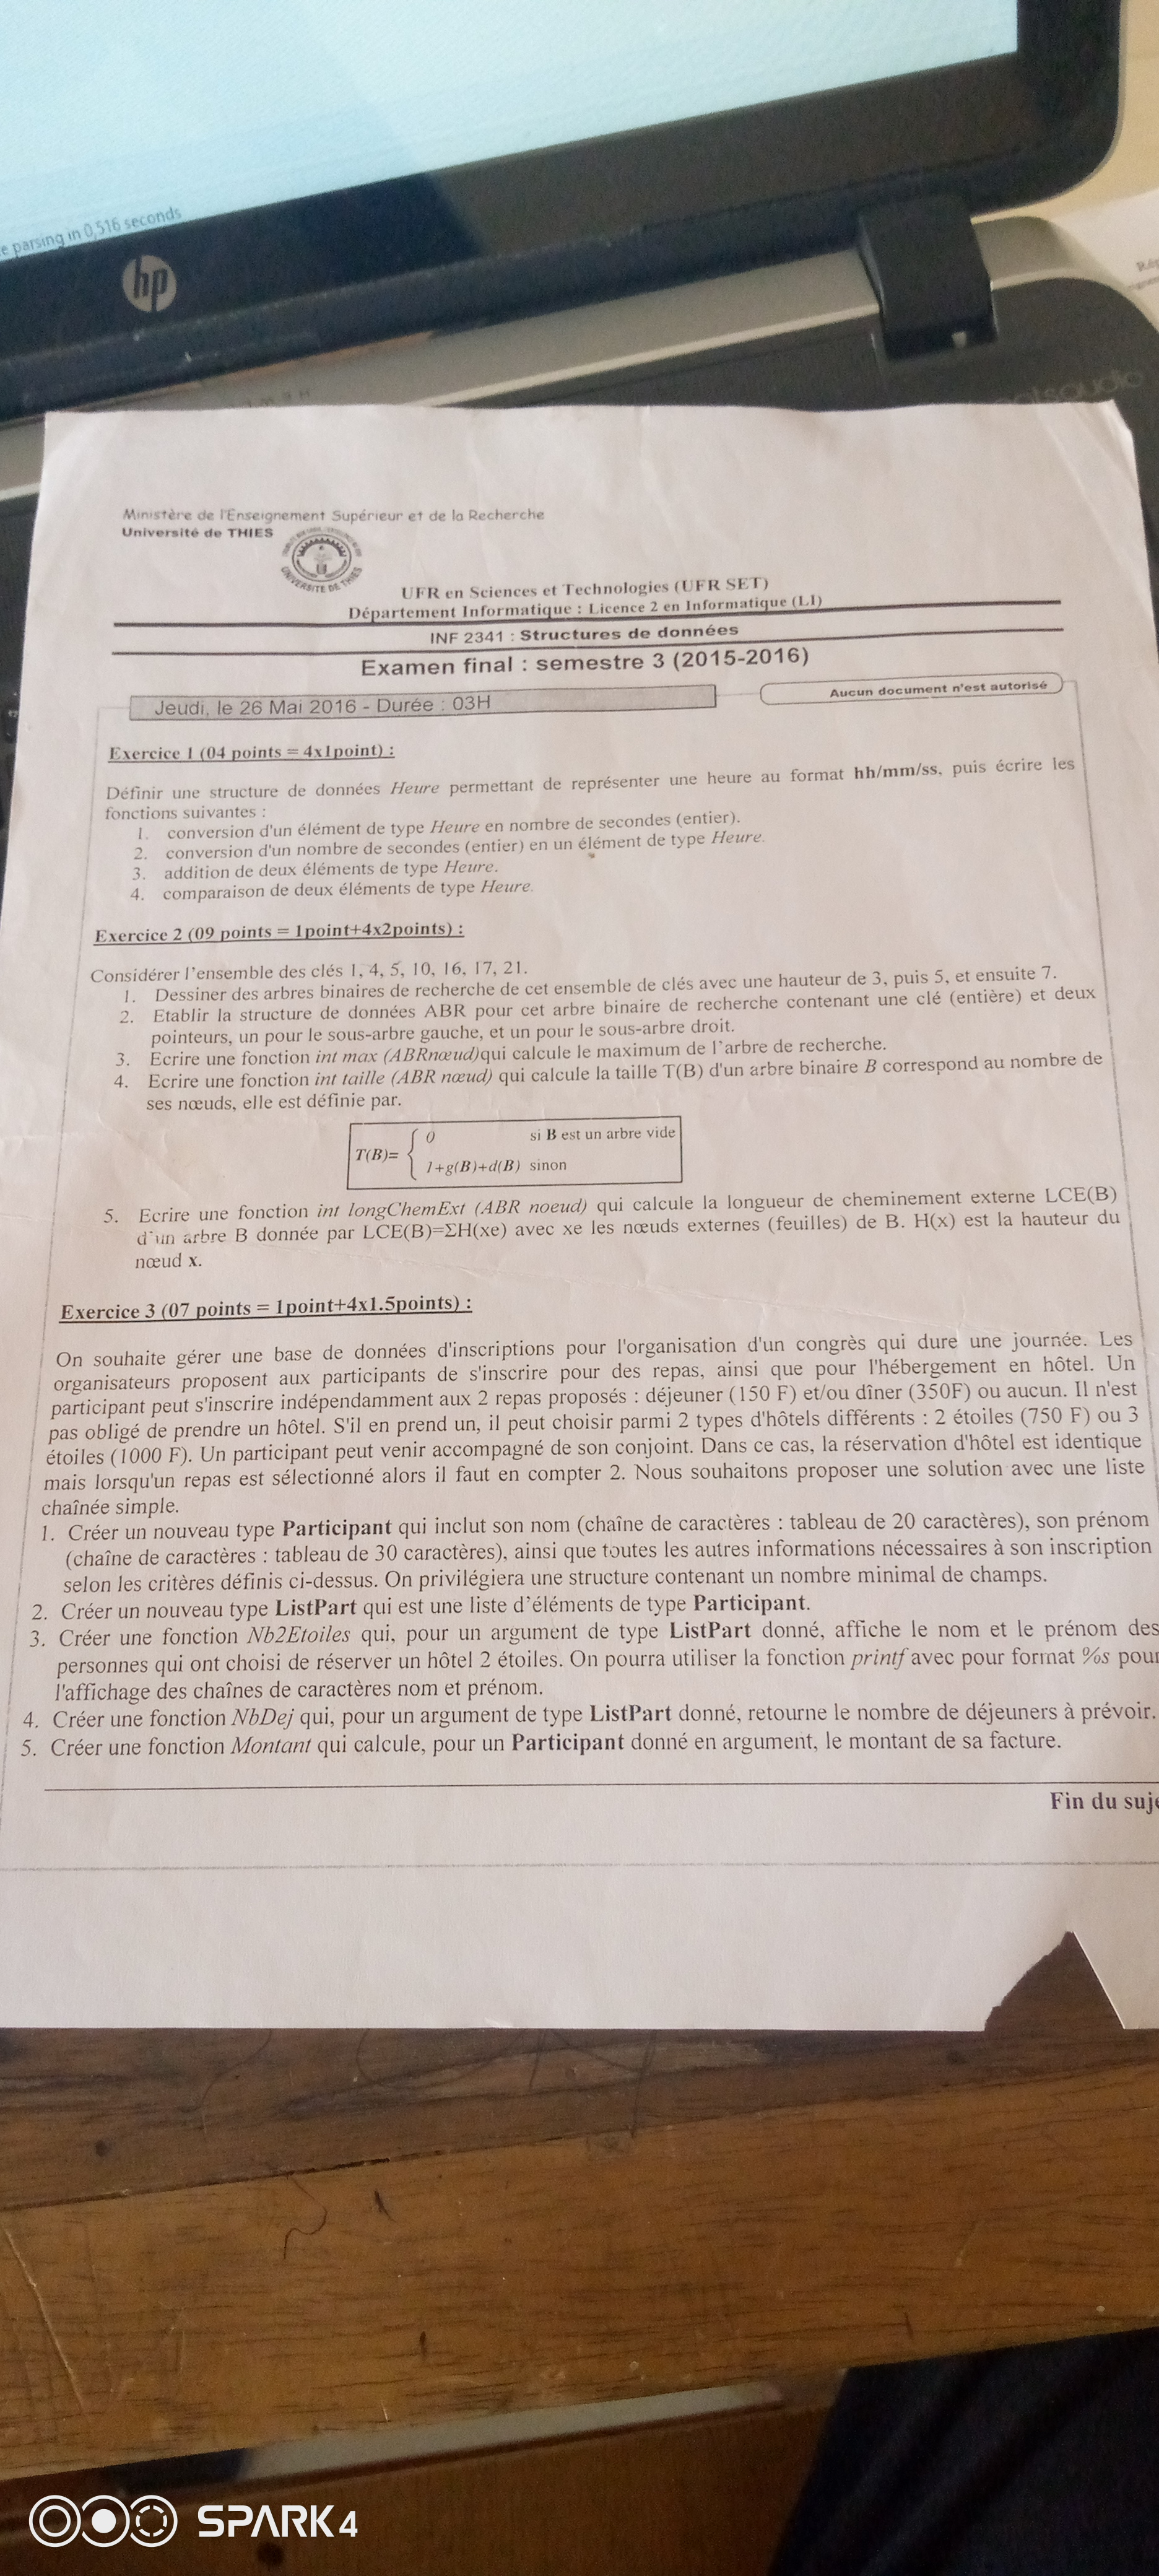 e parsing in 0,516 seconds
hp
Ministère de l'Enseignement Supérieur et de la Recherche
Université de THIES
UNIVERSITE DE THIES
UFR en Sciences et Technologies (UFR SET)
Département Informatique : Licence 2 en Informatique (LI)
INF 2341 : Structures de données
Examen final : semestre 3 (2015-2016)
Jeudi, le 26 Mai 2016 - Durée : 03H
Aucun document n'est autorisé
Exercice 1 (04 points = 4x1point) :
Définir une structure de données Heure permettant de représenter une heure au format hh/mm/ss, puis écrire les
fonctions suivantes :
1. conversion d'un élément de type Heure en nombre de secondes (entier).
2. conversion d'un nombre de secondes (entier) en un élément de type Heure.
3. addition de deux éléments de type Heure.
4. comparaison de deux éléments de type Heure.
Exercice 2 (09 points = 1point+4x2points) :
Considérer l'ensemble des clés 1, 4, 5, 10, 16, 17, 21.
1. Dessiner des arbres binaires de recherche de cet ensemble de clés avec une hauteur de 3, puis 5, et ensuite 7.
2. Etablir la structure de données ABR pour cet arbre binaire de recherche contenant une clé (entière) et deux
pointeurs, un pour le sous-arbre gauche, et un pour le sous-arbre droit.
3. Ecrire une fonction int max (ABRnœud)qui calcule le maximum de l'arbre de recherche.
4. Ecrire une fonction int taille (ABR nœud) qui calcule la taille T(B) d'un arbre binaire B correspond au nombre de
ses nœuds, elle est définie par.
T(B)= { 0 si B est un arbre vide
1+g(B)+d(B) sinon
5. Ecrire une fonction int longChemExt (ABR noeud) qui calcule la longueur de cheminement externe LCE(B)
d'un arbre B donnée par LCE(B)=ΣH(xe) avec xe les nœuds externes (feuilles) de B. H(x) est la hauteur du
nœud x.
Exercice 3 (07 points = 1point+4x1.5points) :
On souhaite gérer une base de données d'inscriptions pour l'organisation d'un congrès qui dure une journée. Les
organisateurs proposent aux participants de s'inscrire pour des repas, ainsi que pour l'hébergement en hôtel. Un
participant peut s'inscrire indépendamment aux 2 repas proposés : déjeuner (150 F) et/ou dîner (350F) ou aucun. Il n'est
pas obligé de prendre un hôtel. S'il en prend un, il peut choisir parmi 2 types d'hôtels différents : 2 étoiles (750 F) ou 3
étoiles (1000 F). Un participant peut venir accompagné de son conjoint. Dans ce cas, la réservation d'hôtel est identique
mais lorsqu'un repas est sélectionné alors il faut en compter 2. Nous souhaitons proposer une solution avec une liste
chaînée simple.
1. Créer un nouveau type Participant qui inclut son nom (chaîne de caractères : tableau de 20 caractères), son prénom
(chaîne de caractères : tableau de 30 caractères), ainsi que toutes les autres informations nécessaires à son inscription
selon les critères définis ci-dessus. On privilégiera une structure contenant un nombre minimal de champs.
2. Créer un nouveau type ListPart qui est une liste d'éléments de type Participant.
3. Créer une fonction Nb2Etoiles qui, pour un argument de type ListPart donné, affiche le nom et le prénom des
personnes qui ont choisi de réserver un hôtel 2 étoiles. On pourra utiliser la fonction printf avec pour format %s pour
l'affichage des chaînes de caractères nom et prénom.
4. Créer une fonction NbDej qui, pour un argument de type ListPart donné, retourne le nombre de déjeuners à prévoir.
5. Créer une fonction Montant qui calcule, pour un Participant donné en argument, le montant de sa facture.
Fin du suje
SPARK 4